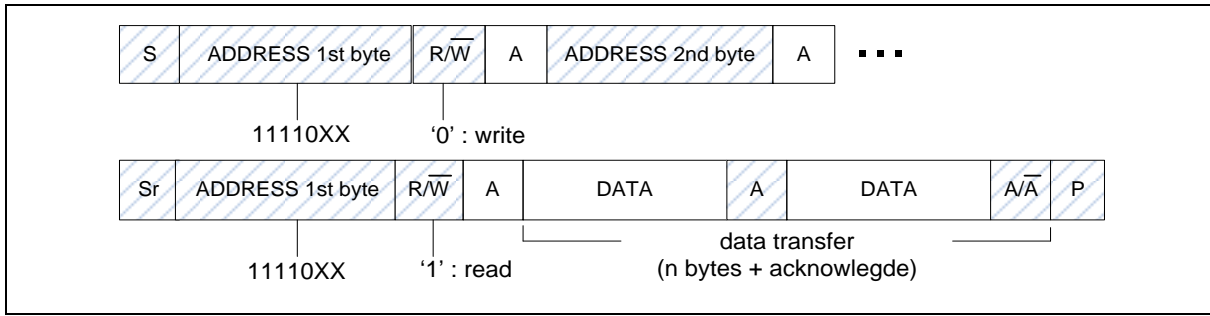 S ADDRESS 1st byte R/W̅ A ADDRESS 2nd byte A ▪ ▪ ▪
11110XX ‘0’ : write
Sr ADDRESS 1st byte R/W̅ A DATA A DATA A/A̅ P
11110XX ‘1’ : read data transfer
(n bytes + acknowlegde)